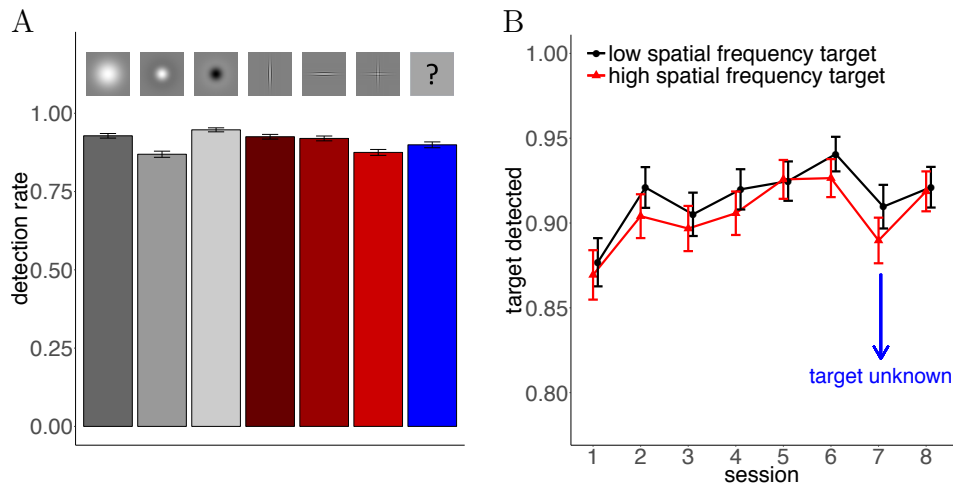 A
?
1.00
0.75
0.50
0.25
0.00
detection rate
B
low spatial frequency target
high spatial frequency target
1.00
0.95
0.90
0.85
0.80
target detected
target unknown
1 2 3 4 5 6 7 8
session